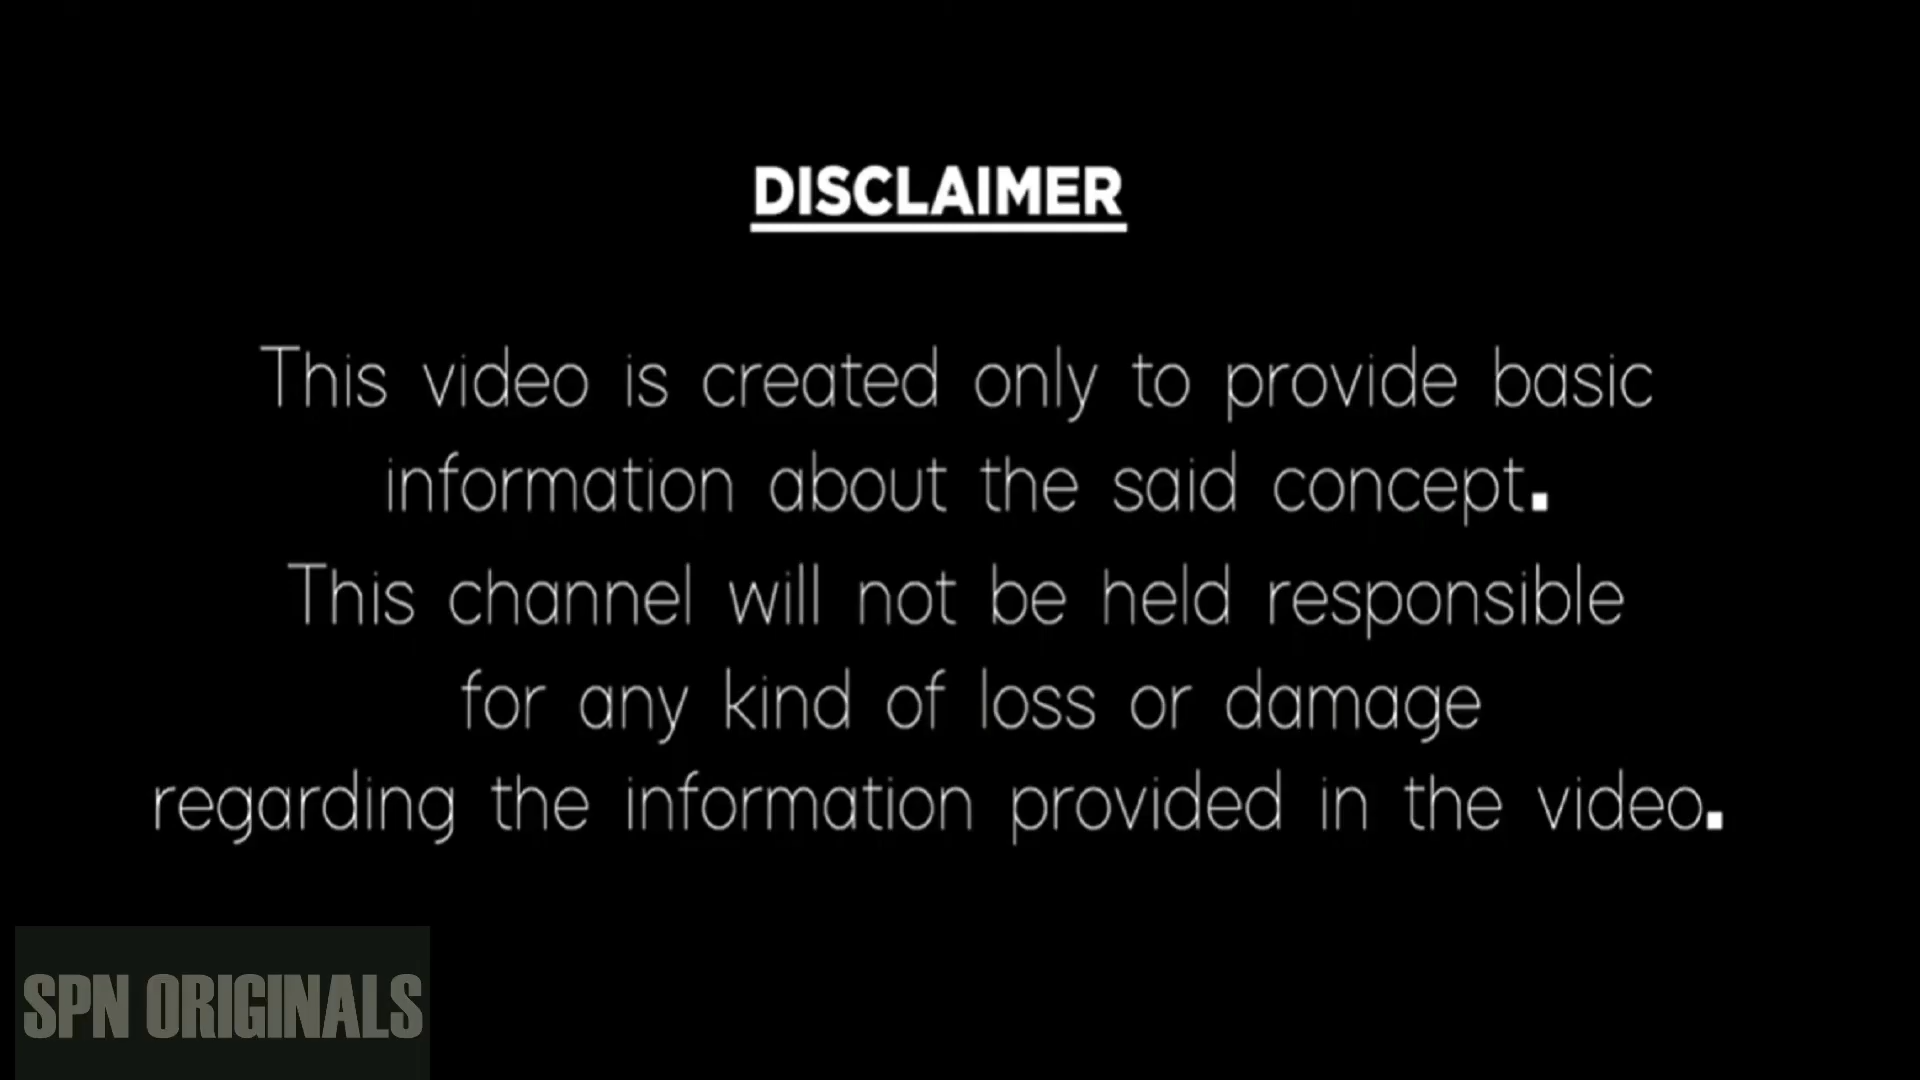 DISCLAIMER
This video is created only to provide basic
information about the said concept.
This channel will not be held responsible
for any kind of loss or damage
regarding the information provided in the video.
SPN ORIGINALS